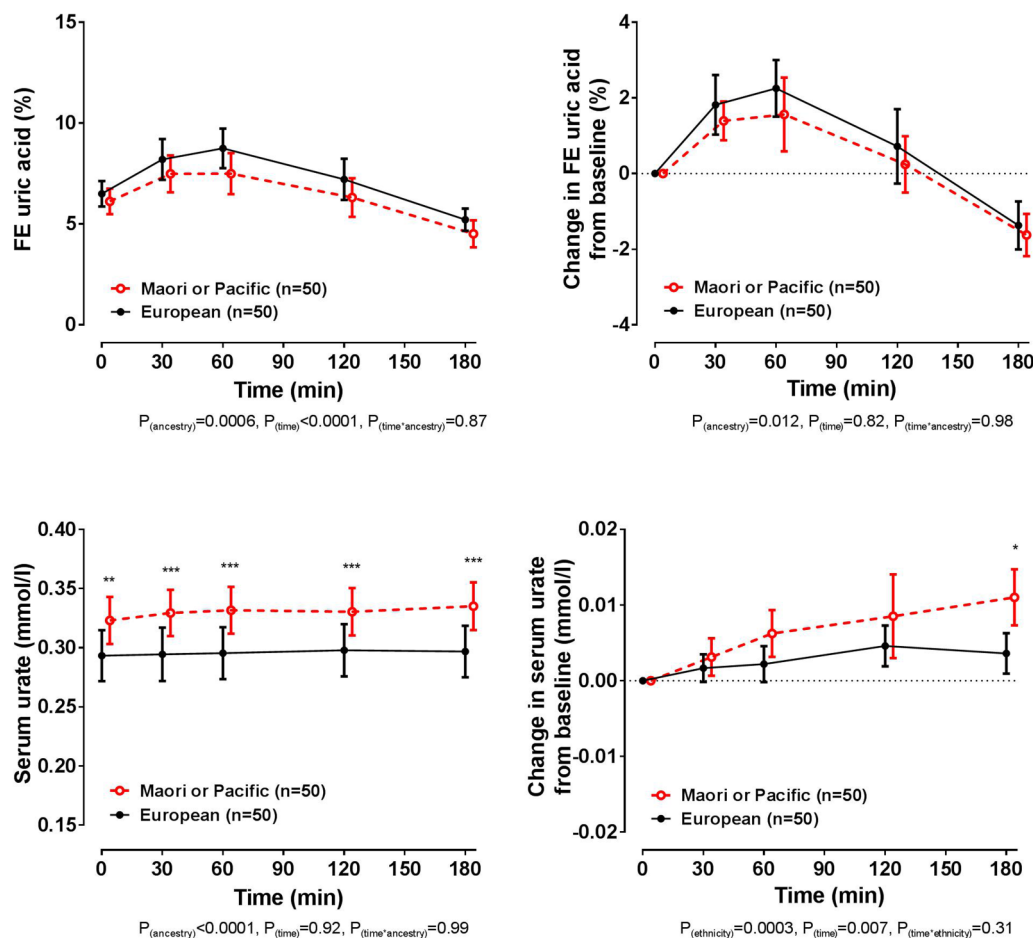 15
10
5
0
FE uric acid (%)
Maori or Pacific (n=50)
European (n=50)
0 30 60 90 120 150 180
Time (min)
P(ancestry)=0.0006, P(time)<0.0001, P(time*ancestry)=0.87
4
2
0
-2
-4
Change in FE uric acid
from baseline (%)
Maori or Pacific (n=50)
European (n=50)
0 30 60 90 120 150 180
Time (min)
P(ancestry)=0.012, P(time)=0.82, P(time*ancestry)=0.98
0.40
0.35
0.30
0.25
0.20
0.15
Serum urate (mmol/l)
** *** *** *** ***
Maori or Pacific (n=50)
European (n=50)
0 30 60 90 120 150 180
Time (min)
P(ancestry)<0.0001, P(time)=0.92, P(time*ancestry)=0.99
0.02
0.01
0.00
-0.01
-0.02
Change in serum urate
from baseline (mmol/l)
*
Maori or Pacific (n=50)
European (n=50)
0 30 60 90 120 150 180
Time (min)
P(ethnicity)=0.0003, P(time)=0.007, P(time*ethnicity)=0.31